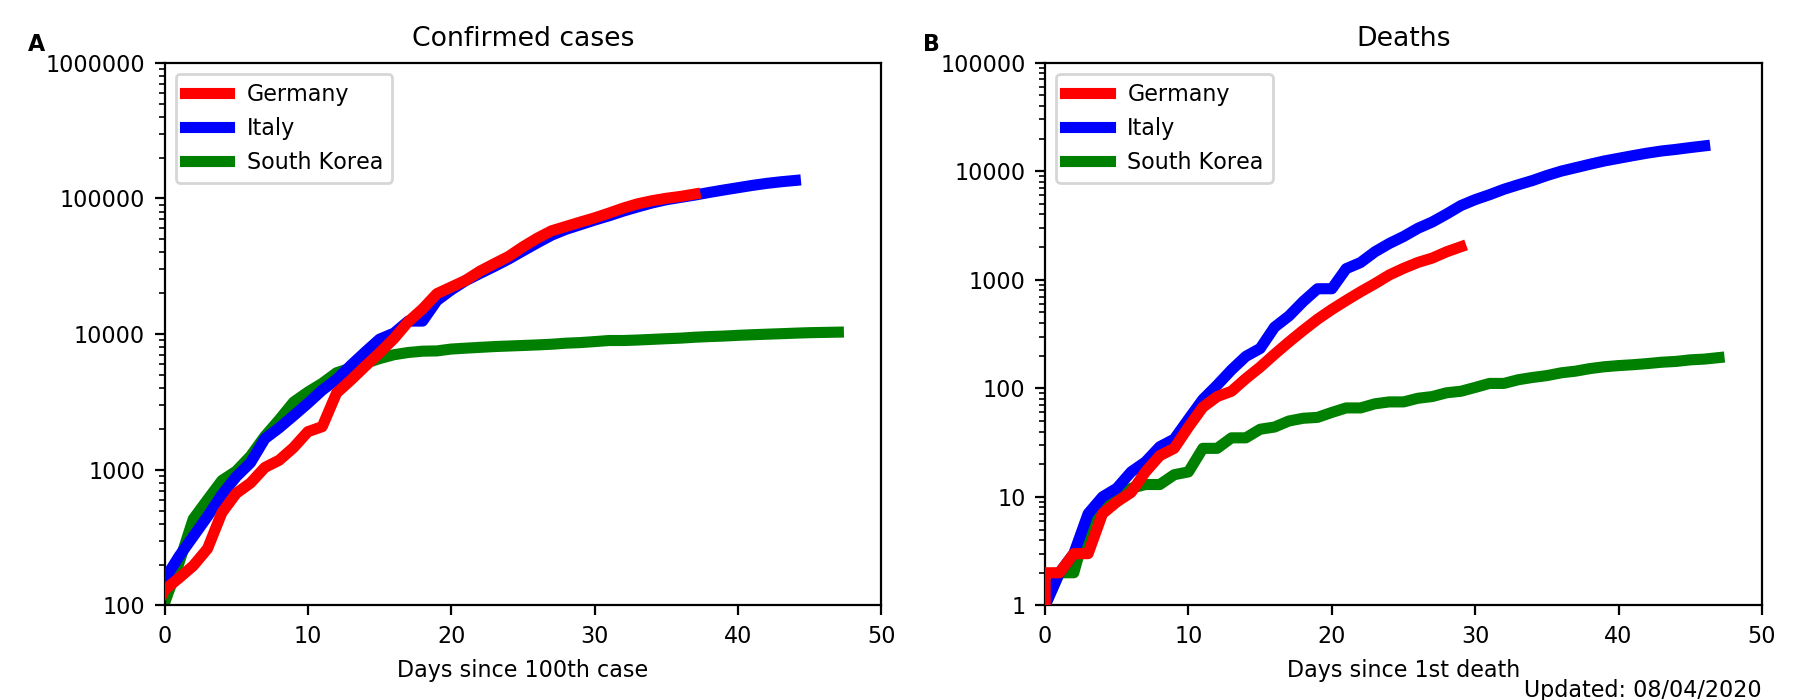 A
Confirmed cases
1000000
100000
10000
1000
100
Germany
Italy
South Korea
0 10 20 30 40 50
Days since 100th case
B
Deaths
100000
10000
1000
100
10
1
Germany
Italy
South Korea
0 10 20 30 40 50
Days since 1st death
Updated: 08/04/2020